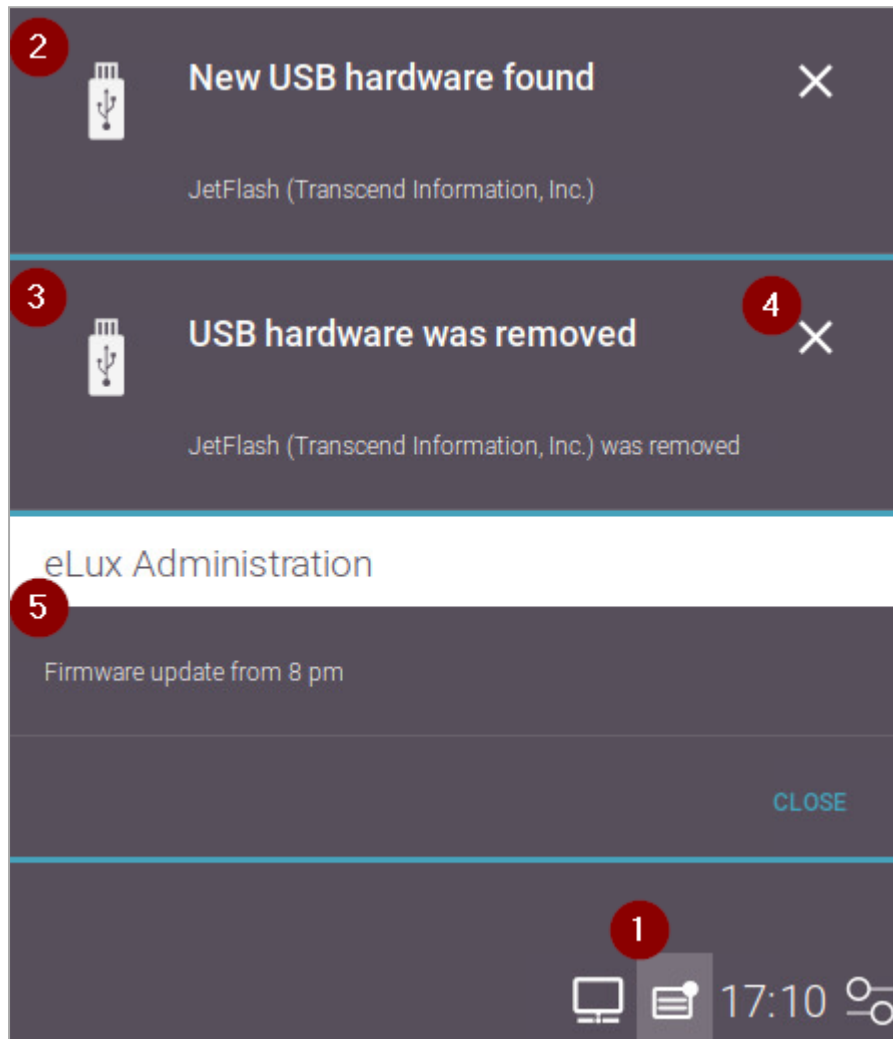 2
New USB hardware found
JetFlash (Transcend Information, Inc.)
3
4
USB hardware was removed
JetFlash (Transcend Information, Inc.) was removed
eLux Administration
5
Firmware update from 8 pm
CLOSE
1
17:10